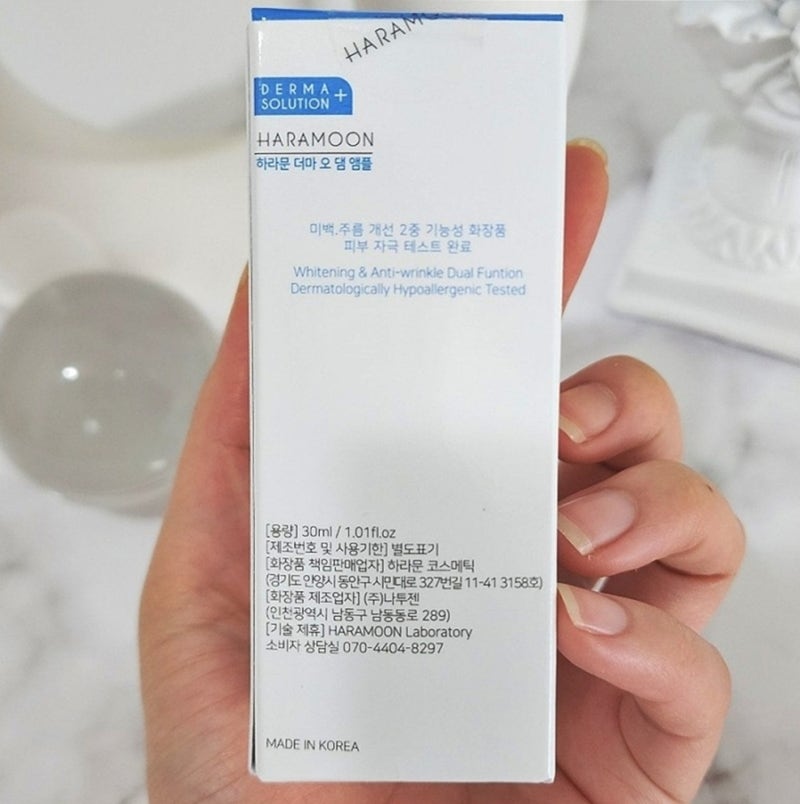 HARAMO
DERMA
SOLUTION +
HARAMOON
하라문 더마 오 댐 앰플
미백.주름 개선 2중 기능성 화장품
피부 자극 테스트 완료
Whitening & Anti-wrinkle Dual Funtion
Dermatologically Hypoallergenic Tested
[용량] 30ml / 1.01fl.oz
[제조번호 및 사용기한] 별도표기
[화장품 책임판매업자] 하라문 코스메틱
(경기도 안양시 동안구 시민대로 327번길 11-41 3158호)
[화장품 제조업자] (주)나투젠
(인천광역시 남동구 남동동로 289)
[기술 제휴] HARAMOON Laboratory
소비자 상담실 070-4404-8297
MADE IN KOREA